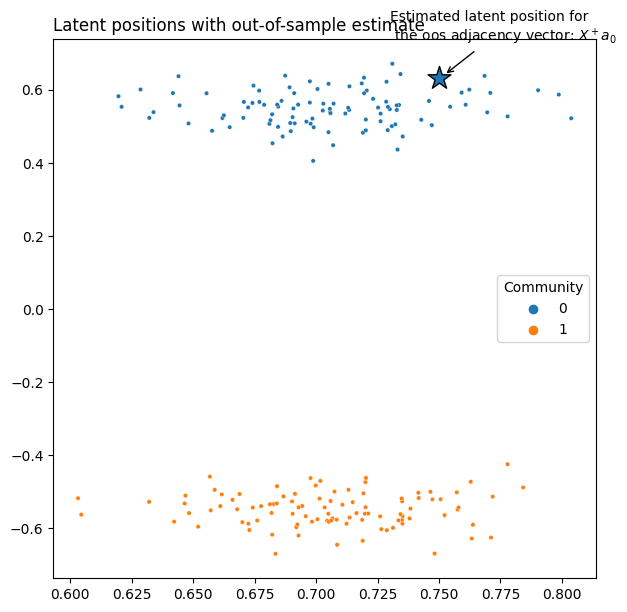 Estimated latent position for
Latent positions with out-of-sample estimate
the oos adjacency vector: X⁺a₀
0.6
0.4
0.2
0.0
−0.2
−0.4
−0.6
Community
0
1
0.600 0.625 0.650 0.675 0.700 0.725 0.750 0.775 0.800